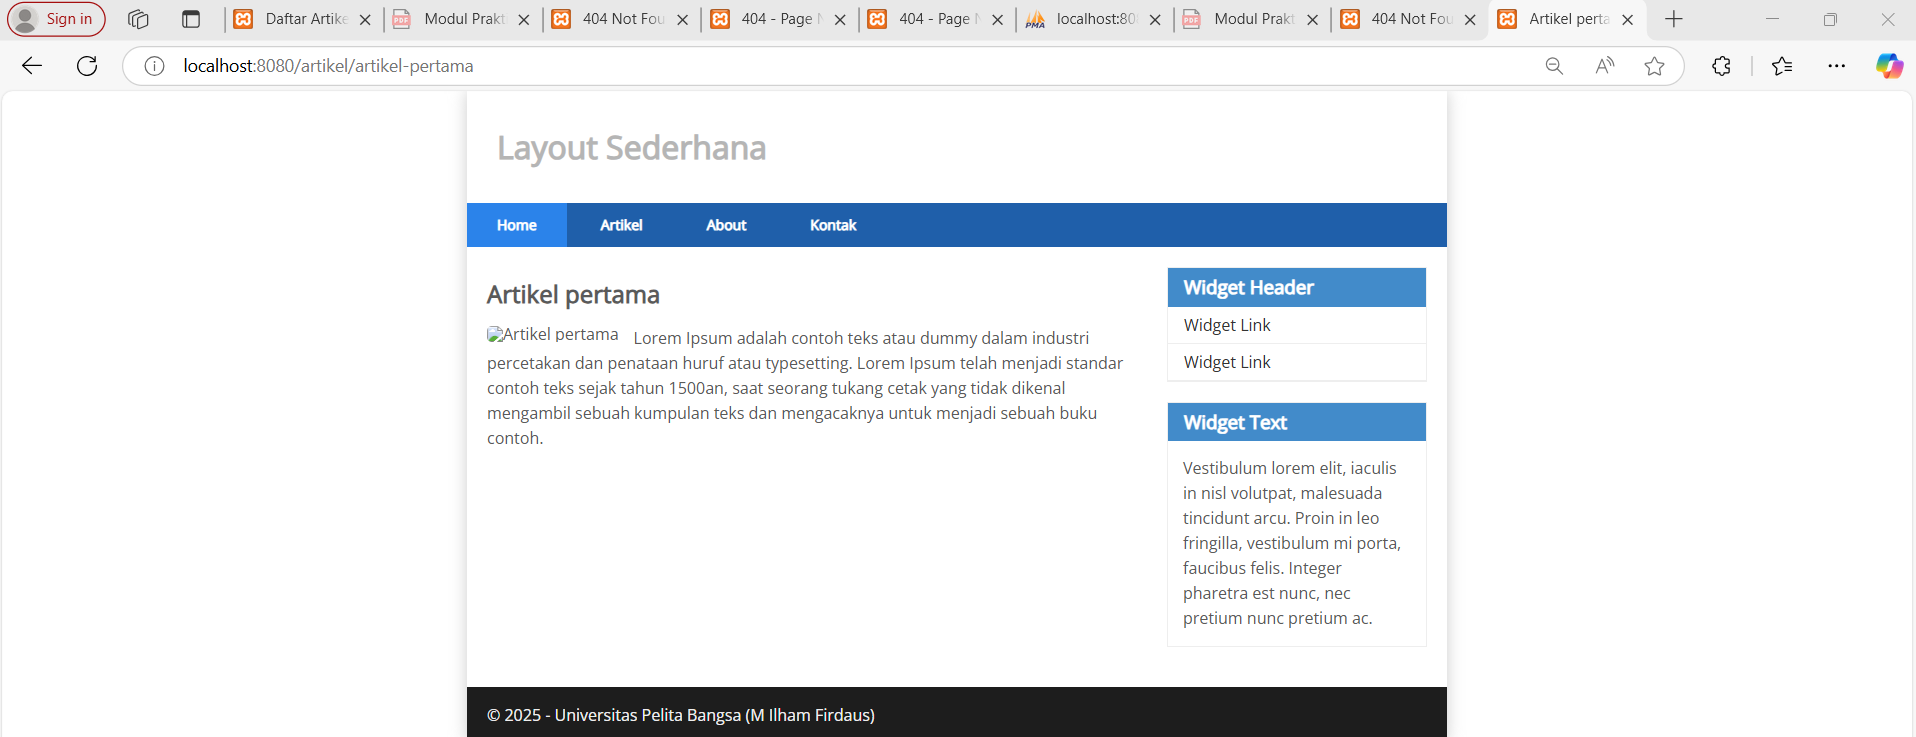 Sign in
Daftar Artike
Modul Prakt
404 Not Fou
404 - Page N
404 - Page N
localhost:80
Modul Prakt
404 Not Fou
Artikel perta
localhost:8080/artikel/artikel-pertama
Layout Sederhana
Home Artikel About Kontak
Artikel pertama
Artikel pertama Lorem Ipsum adalah contoh teks atau dummy dalam industri
percetakan dan penataan huruf atau typesetting. Lorem Ipsum telah menjadi standar
contoh teks sejak tahun 1500an, saat seorang tukang cetak yang tidak dikenal
mengambil sebuah kumpulan teks dan mengacaknya untuk menjadi sebuah buku
contoh.
Widget Header
Widget Link
Widget Link
Widget Text
Vestibulum lorem elit, iaculis
in nisl volutpat, malesuada
tincidunt arcu. Proin in leo
fringilla, vestibulum mi porta,
faucibus felis. Integer
pharetra est nunc, nec
pretium nunc pretium ac.
© 2025 - Universitas Pelita Bangsa (M Ilham Firdaus)